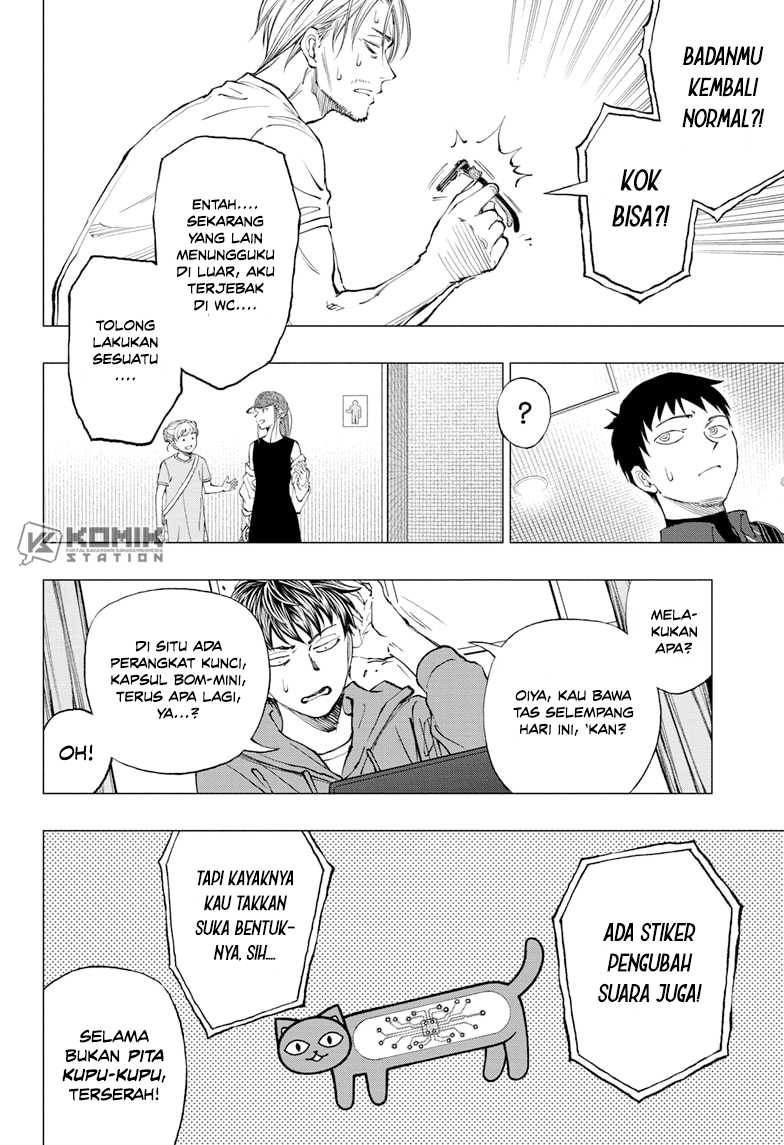 BADANMU
KEMBALI
NORMAL?!
KOK
BISA?!
ENTAH....
SEKARANG
YANG LAIN
MENUNGGUKU
DI LUAR, AKU
TERJEBAK
DI WC....
TOLONG
LAKUKAN
SESUATU
....
?
KOMIK
STATION
MELA-
KUKAN
APA?
OIYA, KAU BAWA
TAS SELEMPANG
HARI INI, 'KAN?
DI SITU ADA
PERANGKAT KUNCI,
KAPSUL BOM-MINI,
TERUS APA LAGI,
YA...?
OH!
ADA STIKER
PENGUBAH
SUARA JUGA!
TAPI KAYAKNYA
KAU TAKKAN
SUKA BENTUK-
NYA, SIH....
SELAMA
BUKAN PITA
KUPU-KUPU,
TERSERAH!